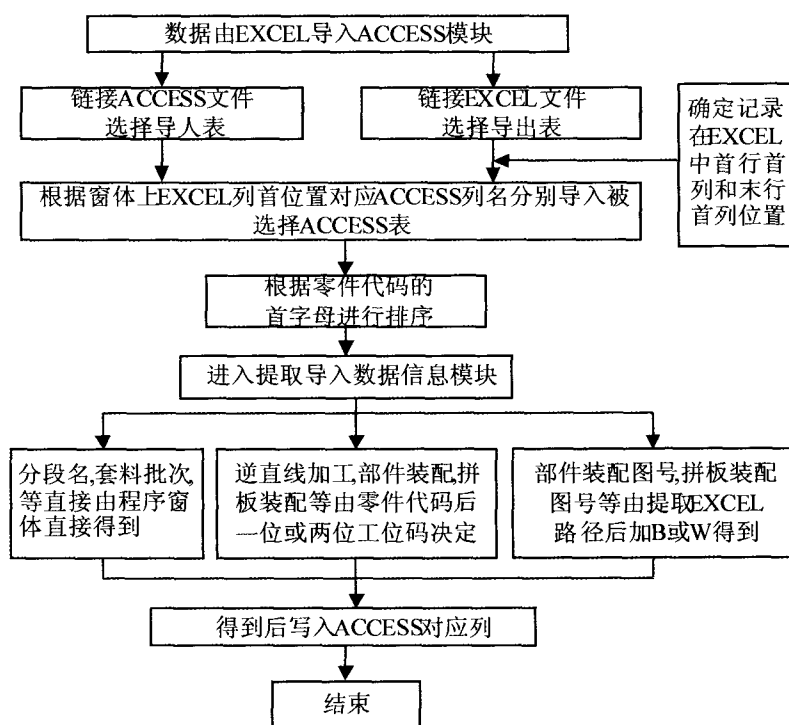 数据由EXCEL导入ACCESS模块
链接ACCESS文件
选择导人表
链接EXCEL文件
选择导出表
确定记录
在EXCEL
中首行首
列和末行
首列位置
根据窗体上EXCEL列首位置对应ACCESS列名分别导入被
选择ACCESS表
根据零件代码的
首字母进行排序
进入提取导入数据信息模块
分段名,套料批次,
等直接由程序窗
体直接得到
逆直线加工,部件装配,拼
板装配等由零件代码后
一位或两位工位码决定
部件装配图号,拼板装配
图号等由提取EXCEL
路径后加B或W得到
得到后写入ACCESS对应列
结束